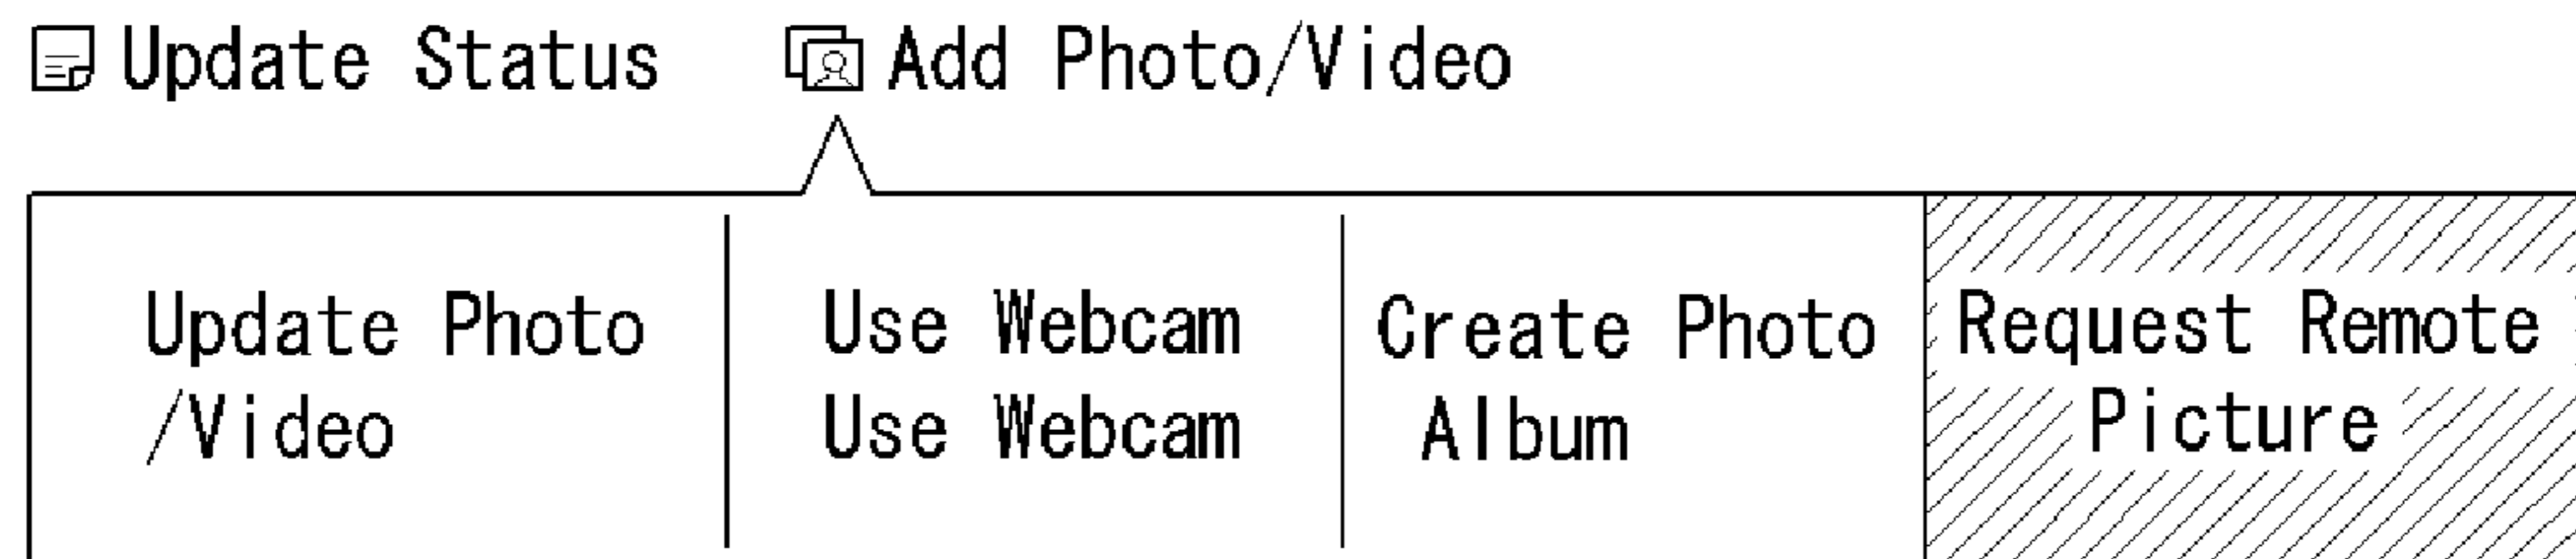 Update Status Add Photo/Video
Update Photo
/Video
Use Webcam
Use Webcam
Create Photo
Album
Request Remote
Picture